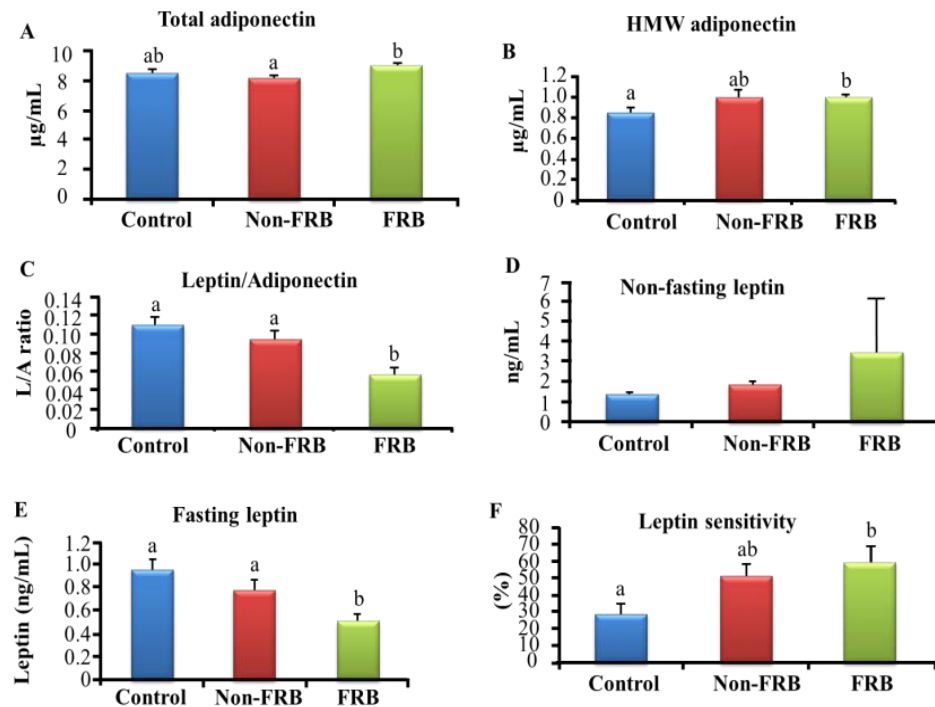 A
Total adiponectin
µg/mL
10
8
6
4
2
0
ab
a
b
Control
Non-FRB
FRB
B
HMW adiponectin
µg/mL
1.2
1.0
0.8
0.6
0.4
0.2
0
a
ab
b
Control
Non-FRB
FRB
C
Leptin/Adiponectin
L/A ratio
0.14
0.12
0.10
0.08
0.06
0.04
0.02
0
a
a
b
Control
Non-FRB
FRB
D
Non-fasting leptin
ng/mL
7
6
5
4
3
2
1
0
Control
Non-FRB
FRB
E
Fasting leptin
Leptin (ng/mL)
1.2
1.0
0.8
0.6
0.4
0.2
0
a
a
b
Control
Non-FRB
FRB
F
Leptin sensitivity
(%)
80
70
60
50
40
30
20
10
0
a
ab
b
Control
Non-FRB
FRB